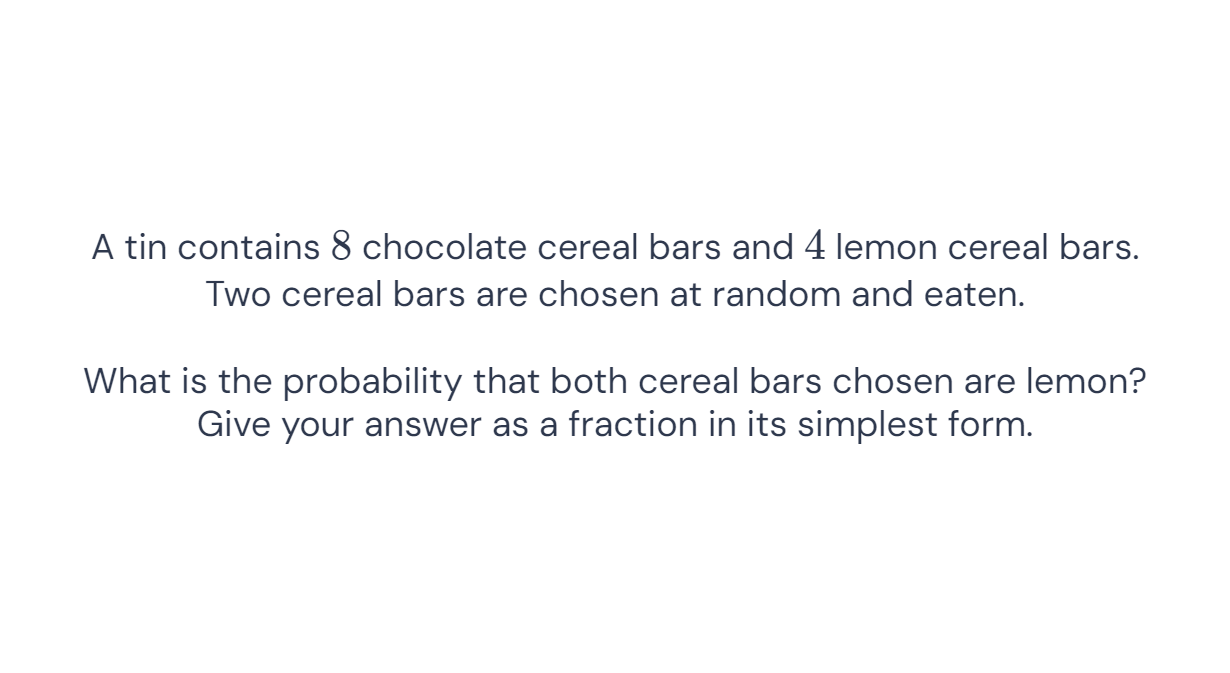 A tin contains 8 chocolate cereal bars and 4 lemon cereal bars.
Two cereal bars are chosen at random and eaten.
What is the probability that both cereal bars chosen are lemon?
Give your answer as a fraction in its simplest form.